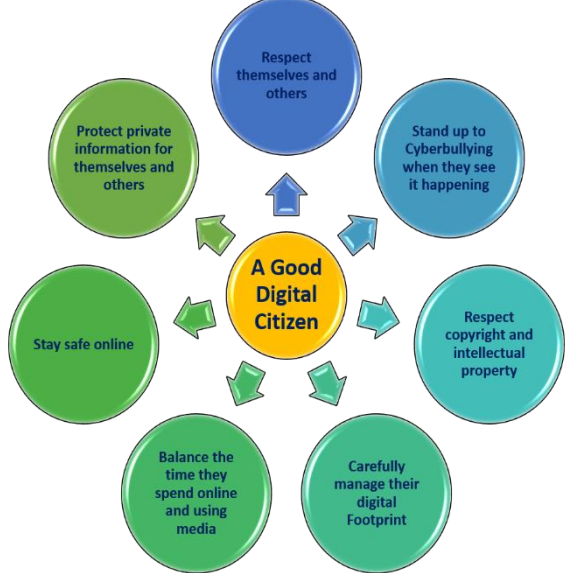 Respect
themselves and
others
Stand up to
Cyberbullying
when they see
it happening
Respect
copyright and
intellectual
property
Carefully
manage their
digital
Footprint
Balance the
time they
spend online
and using
media
Stay safe online
Protect private
information for
themselves and
others
A Good
Digital
Citizen